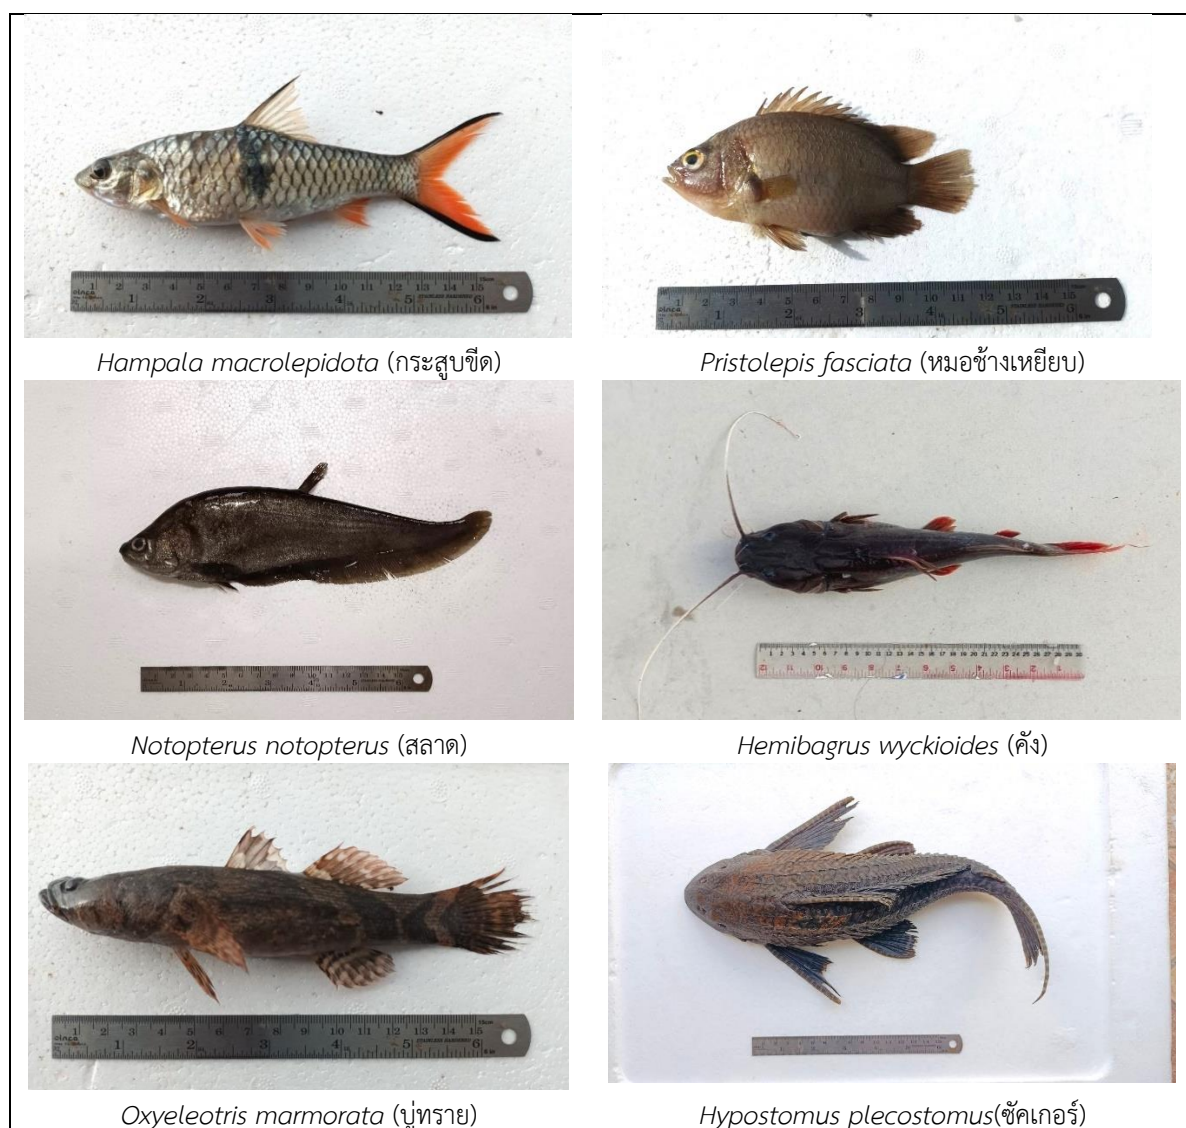 Hampala macrolepidota (กระสูบขีด)
Pristolepis fasciata (หมอช้างเหยียบ)
Notopterus notopterus (สลาด)
Hemibagrus wyckioides (คัง)
Oxyeleotris marmorata (บู่ทราย)
Hypostomus plecostomus(ซัคเกอร์)